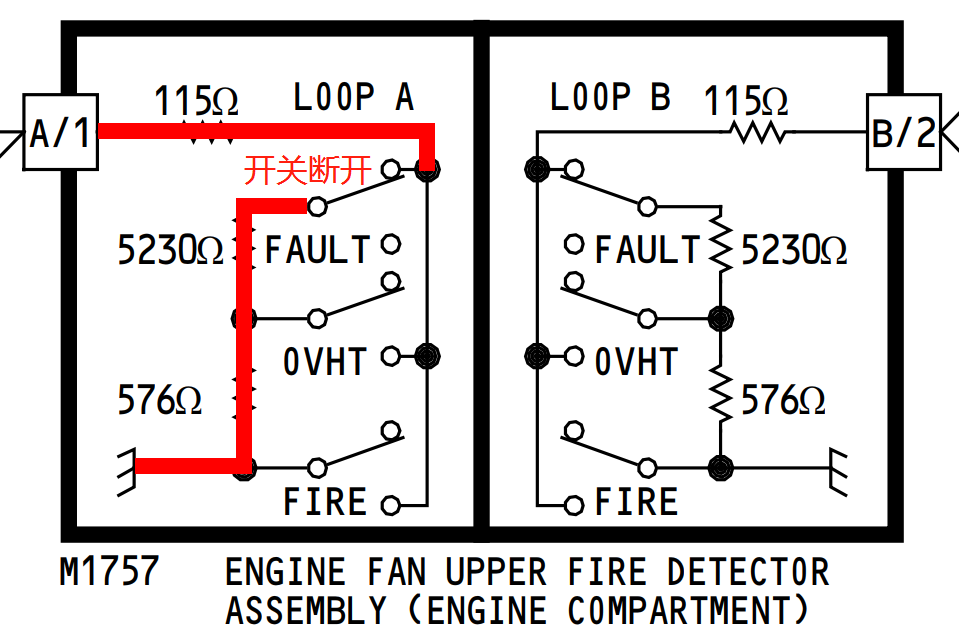 LOOP A
LOOP B
115Ω
115Ω
A/1
B/2
开关断开
5230Ω
FAULT
FAULT
5230Ω
OVHT
OVHT
576Ω
576Ω
FIRE
FIRE
M1757
ENGINE FAN UPPER FIRE DETECTOR
ASSEMBLY (ENGINE COMPARTMENT)